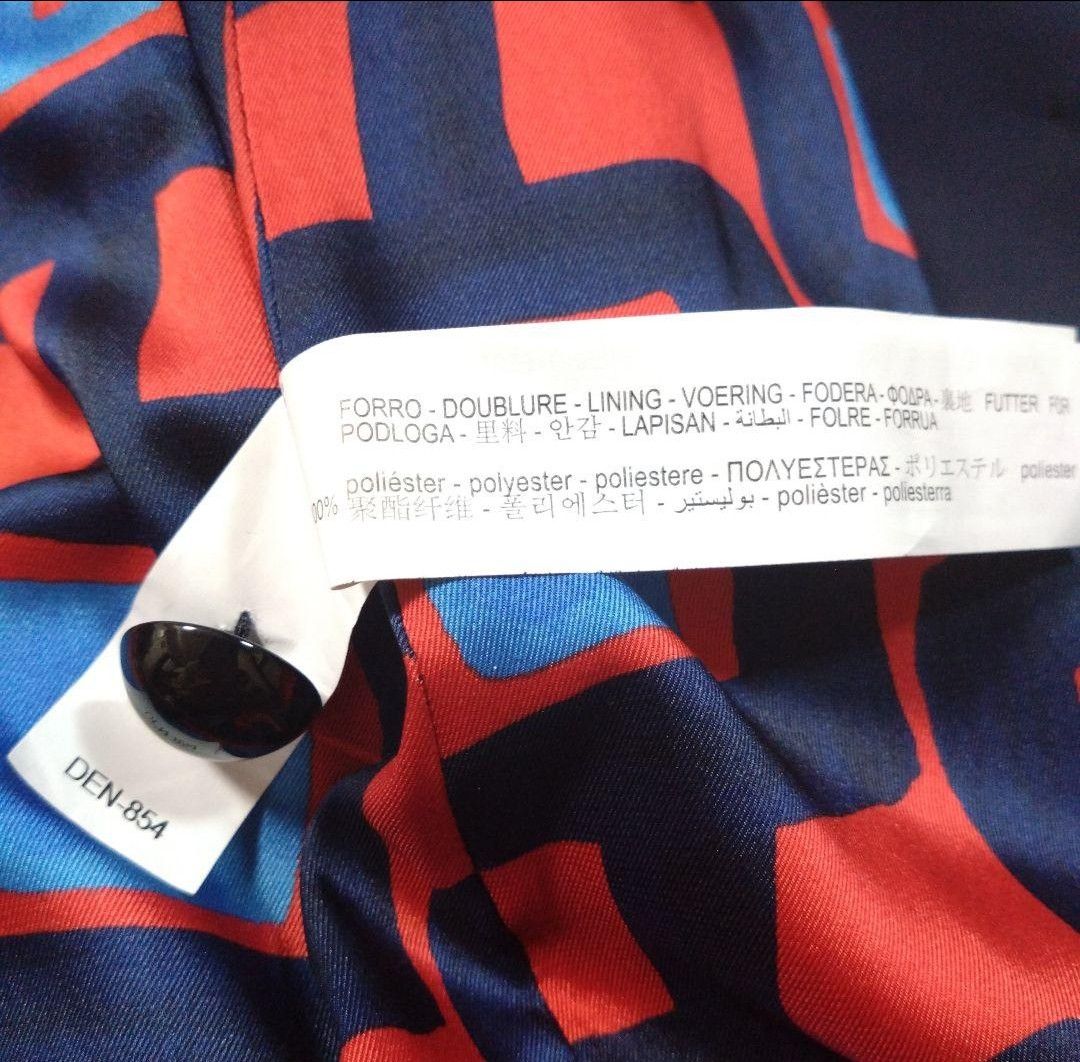 FORRO - DOUBLURE - LINING - VOERING - FODERA - ΦΟΔΡΑ - 裏地 FUTTER FOR
PODLOGA - 里料 - 안감 - LAPISAN - البطانة - FOLRE - FORRUA
poliéster - polyester - poliestere - ΠΟΛΥΕΣΤΕΡΑΣ - ポリエステル poliester
00% 聚酯纤维 - 폴리에스터 - بوليستير - polièster - poliesterra
DEN-854